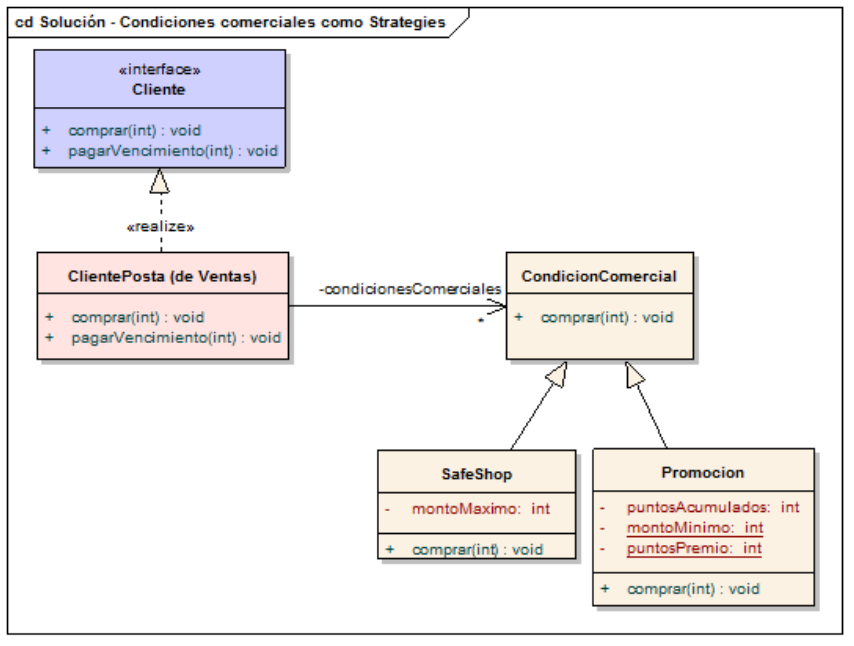 cd Solución - Condiciones comerciales como Strategies
«interface»
Cliente
+ comprar(int) : void
+ pagarVencimiento(int) : void
«realize»
ClientePosta (de Ventas)
+ comprar(int) : void
+ pagarVencimiento(int) : void
-condicionesComerciales
*
CondicionComercial
+ comprar(int) : void
SafeShop
- montoMaximo: int
+ comprar(int) : void
Promocion
- puntosAcumulados: int
- montoMinimo: int
- puntosPremio: int
+ comprar(int) : void